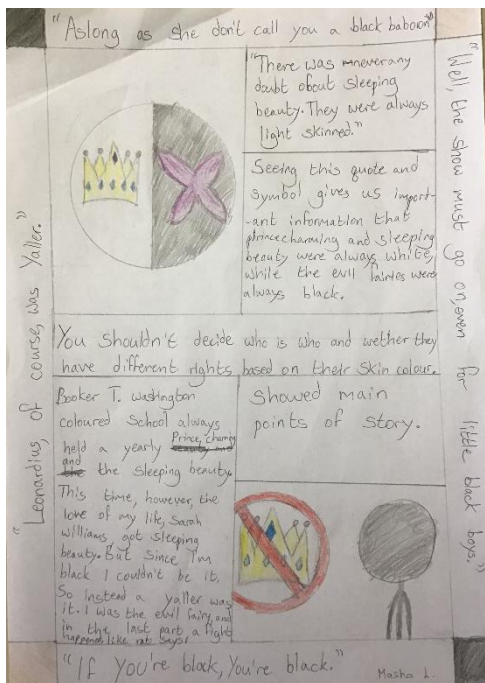 "Aslong as she don't call you a black baboon"
"There was never any
doubt about sleeping
beauty. They were always
light skinned."
Seeing this quote and
symbol gives us import-
-ant information that
princecharming and sleeping
beauty were always white,
while the evil fairies were
always black.
"Well, the show must go on, even for little black boys."
"Leonardius, of course, was Yaller."
You shouldn't decide who is who and wether they
have different rights based on their skin colour.
Booker T. Washington
coloured School always
held a yearly Prince, charming
and the sleeping beauty.
This time, however, the
love of my life, Sarah
Williams, got sleeping
beauty. But since I'm
black I couldn't be it.
So instead a yaller was
it. I was the evil fairy, and
in the last part a fight
happens like rat says.
Showed main
points of story.
"If You're black, You're black."
Masha L.